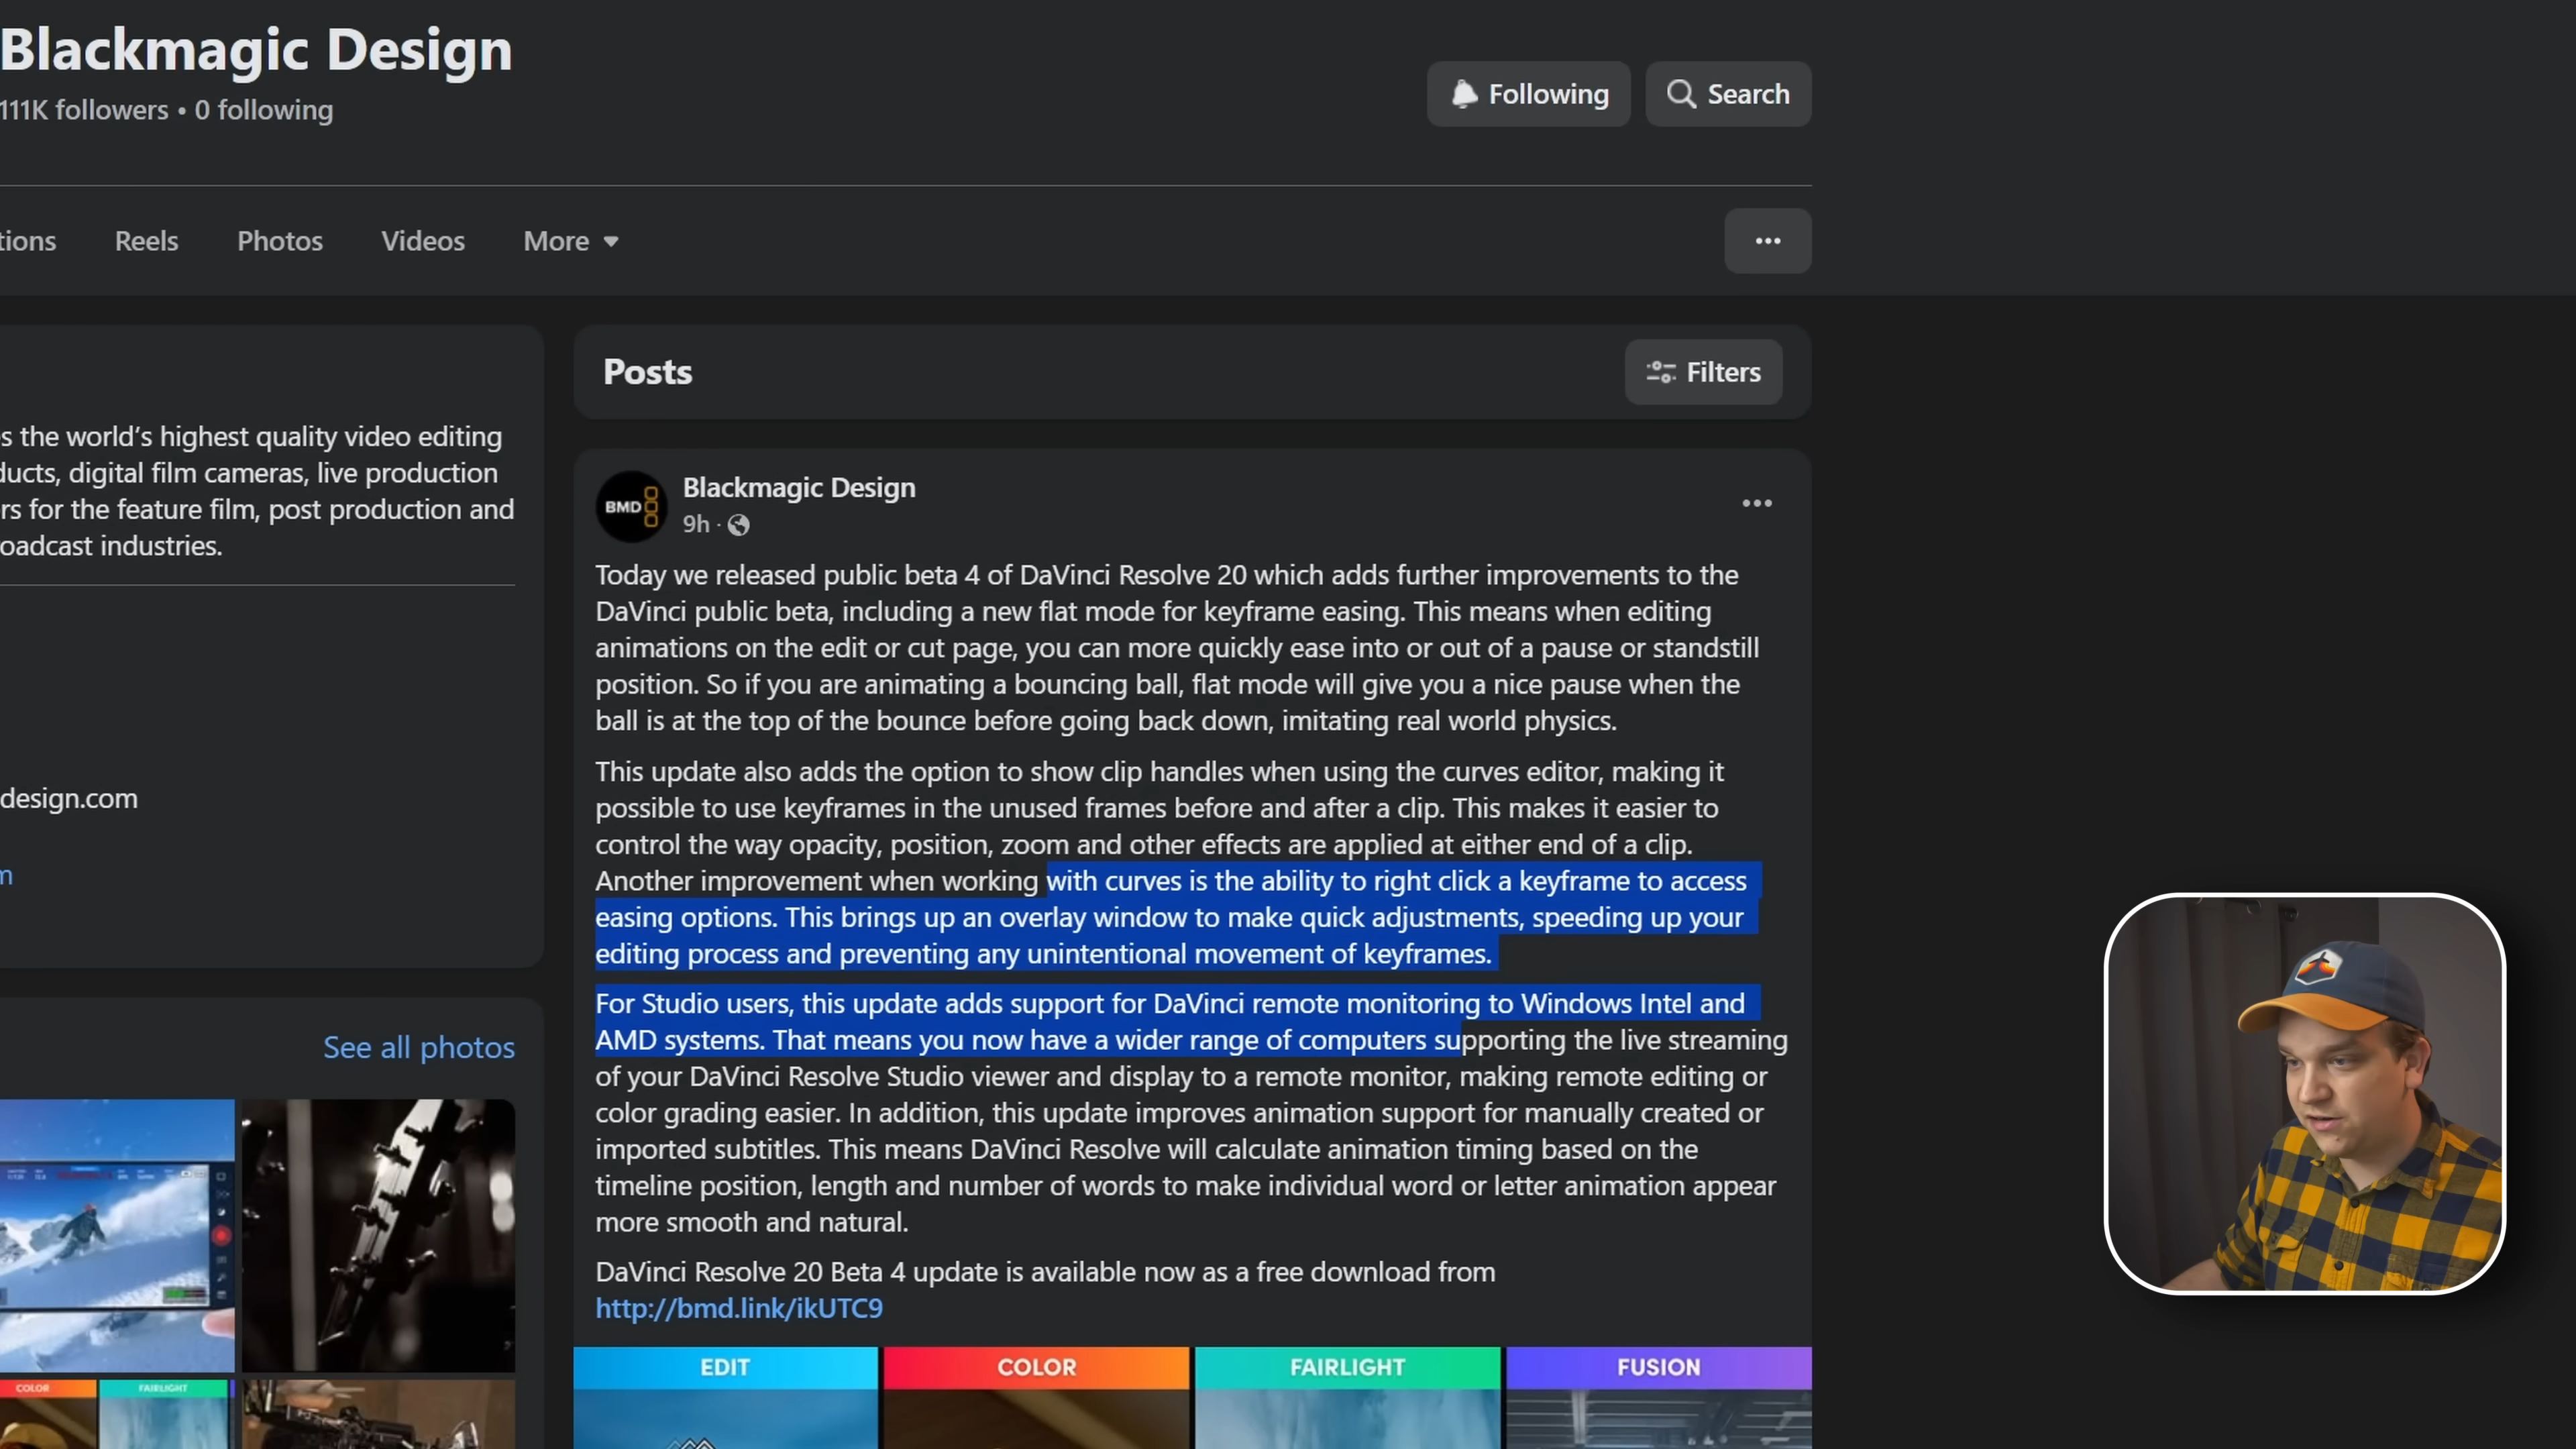 Blackmagic Design
111K followers • 0 following
Following
Search
tions
Reels
Photos
Videos
More
s the world's highest quality video editing
ducts, digital film cameras, live production
rs for the feature film, post production and
oadcast industries.
design.com
m
See all photos
COLOR
FAIRLIGHT
Posts
Filters
BMD
Blackmagic Design
9h ·
Today we released public beta 4 of DaVinci Resolve 20 which adds further improvements to the
DaVinci public beta, including a new flat mode for keyframe easing. This means when editing
animations on the edit or cut page, you can more quickly ease into or out of a pause or standstill
position. So if you are animating a bouncing ball, flat mode will give you a nice pause when the
ball is at the top of the bounce before going back down, imitating real world physics.
This update also adds the option to show clip handles when using the curves editor, making it
possible to use keyframes in the unused frames before and after a clip. This makes it easier to
control the way opacity, position, zoom and other effects are applied at either end of a clip.
Another improvement when working with curves is the ability to right click a keyframe to access
easing options. This brings up an overlay window to make quick adjustments, speeding up your
editing process and preventing any unintentional movement of keyframes.
For Studio users, this update adds support for DaVinci remote monitoring to Windows Intel and
AMD systems. That means you now have a wider range of computers supporting the live streaming
of your DaVinci Resolve Studio viewer and display to a remote monitor, making remote editing or
color grading easier. In addition, this update improves animation support for manually created or
imported subtitles. This means DaVinci Resolve will calculate animation timing based on the
timeline position, length and number of words to make individual word or letter animation appear
more smooth and natural.
DaVinci Resolve 20 Beta 4 update is available now as a free download from
http://bmd.link/ikUTC9
EDIT
COLOR
FAIRLIGHT
FUSION